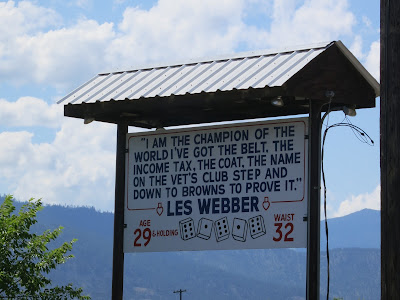 "I AM THE CHAMPION OF THE
WORLD I'VE GOT THE BELT, THE
INCOME TAX, THE COAT, THE NAME
ON THE VET'S CLUB STEP AND
DOWN TO BROWNS TO PROVE IT."
LES WEBBER
AGE
29 & HOLDING
WAIST
32